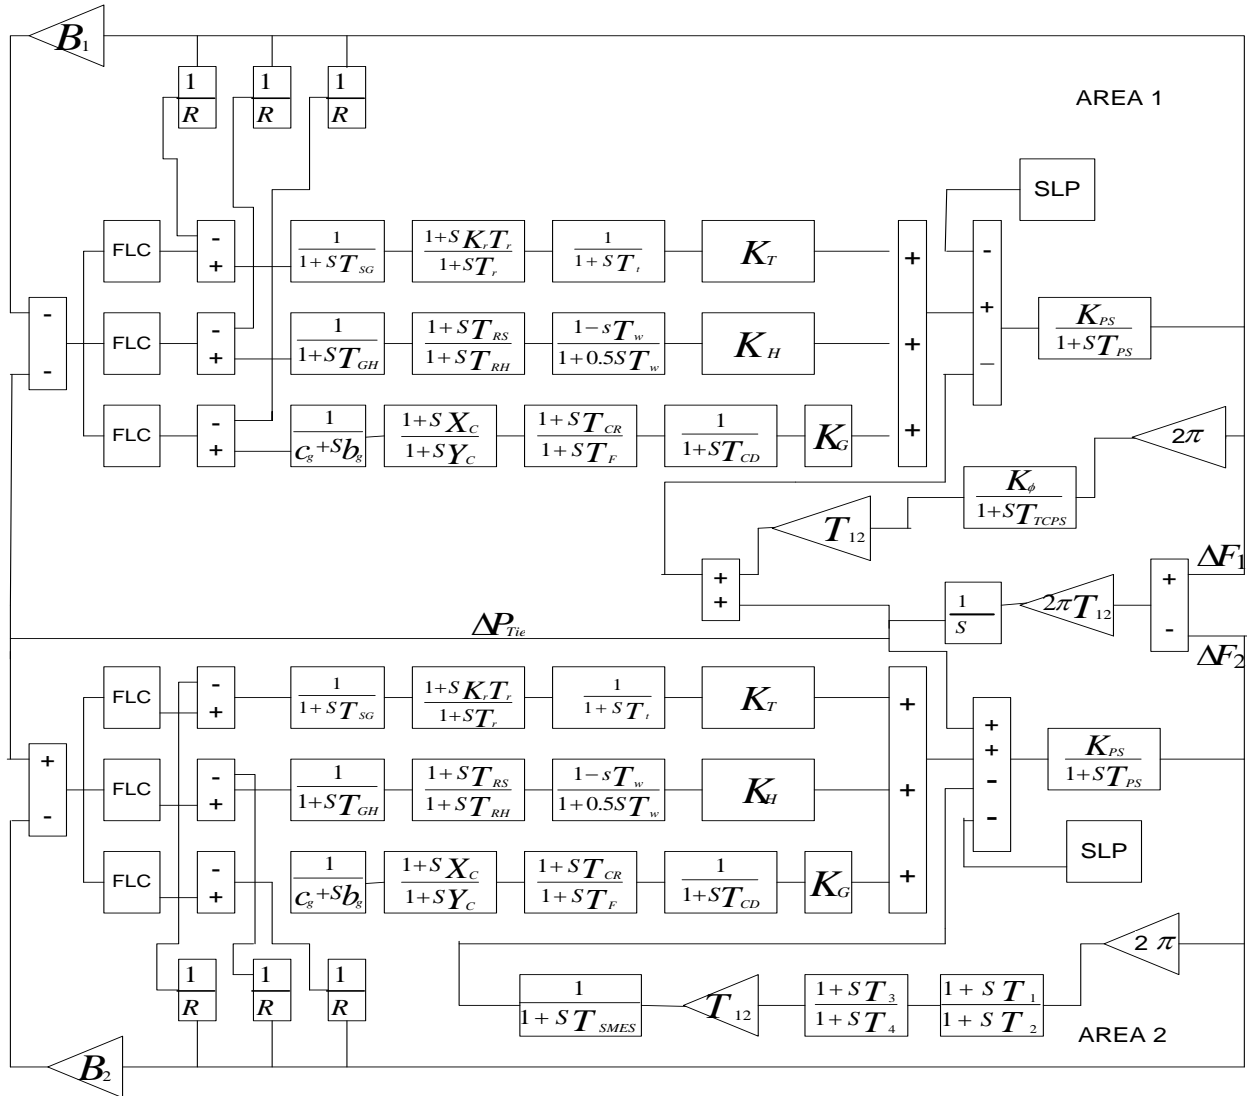 B₁
1/R 1/R 1/R
AREA 1
SLP
FLC - + 1/(1+sT_SG) (1+sK_rT_r)/(1+sT_r) 1/(1+sT_t) K_T + -
- - FLC - + 1/(1+sT_GH) (1+sT_RS)/(1+sT_RH) (1-sT_w)/(1+0.5sT_w) K_H + + K_PS/(1+sT_PS)
FLC - + 1/(c_g+sb_g) (1+sX_C)/(1+sY_C) (1+sT_CR)/(1+sT_F) 1/(1+sT_CD) K_G + −
2π
K_ϕ/(1+sT_TCPS)
T₁₂
+ +
ΔF₁
1/s 2πT₁₂ + -
ΔP_Tie
ΔF₂
FLC - + 1/(1+sT_SG) (1+sK_rT_r)/(1+sT_r) 1/(1+sT_t) K_T + +
+ - FLC - + 1/(1+sT_GH) (1+sT_RS)/(1+sT_RH) (1-sT_w)/(1+0.5sT_w) K_H + + - - K_PS/(1+sT_PS)
SLP
FLC - + 1/(c_g+sb_g) (1+sX_C)/(1+sY_C) (1+sT_CR)/(1+sT_F) 1/(1+sT_CD) K_G +
2 π
1/R 1/R 1/R 1/(1+sT_SMES) T₁₂ (1+sT_3)/(1+sT_4) (1+sT_1)/(1+sT_2)
AREA 2
B₂